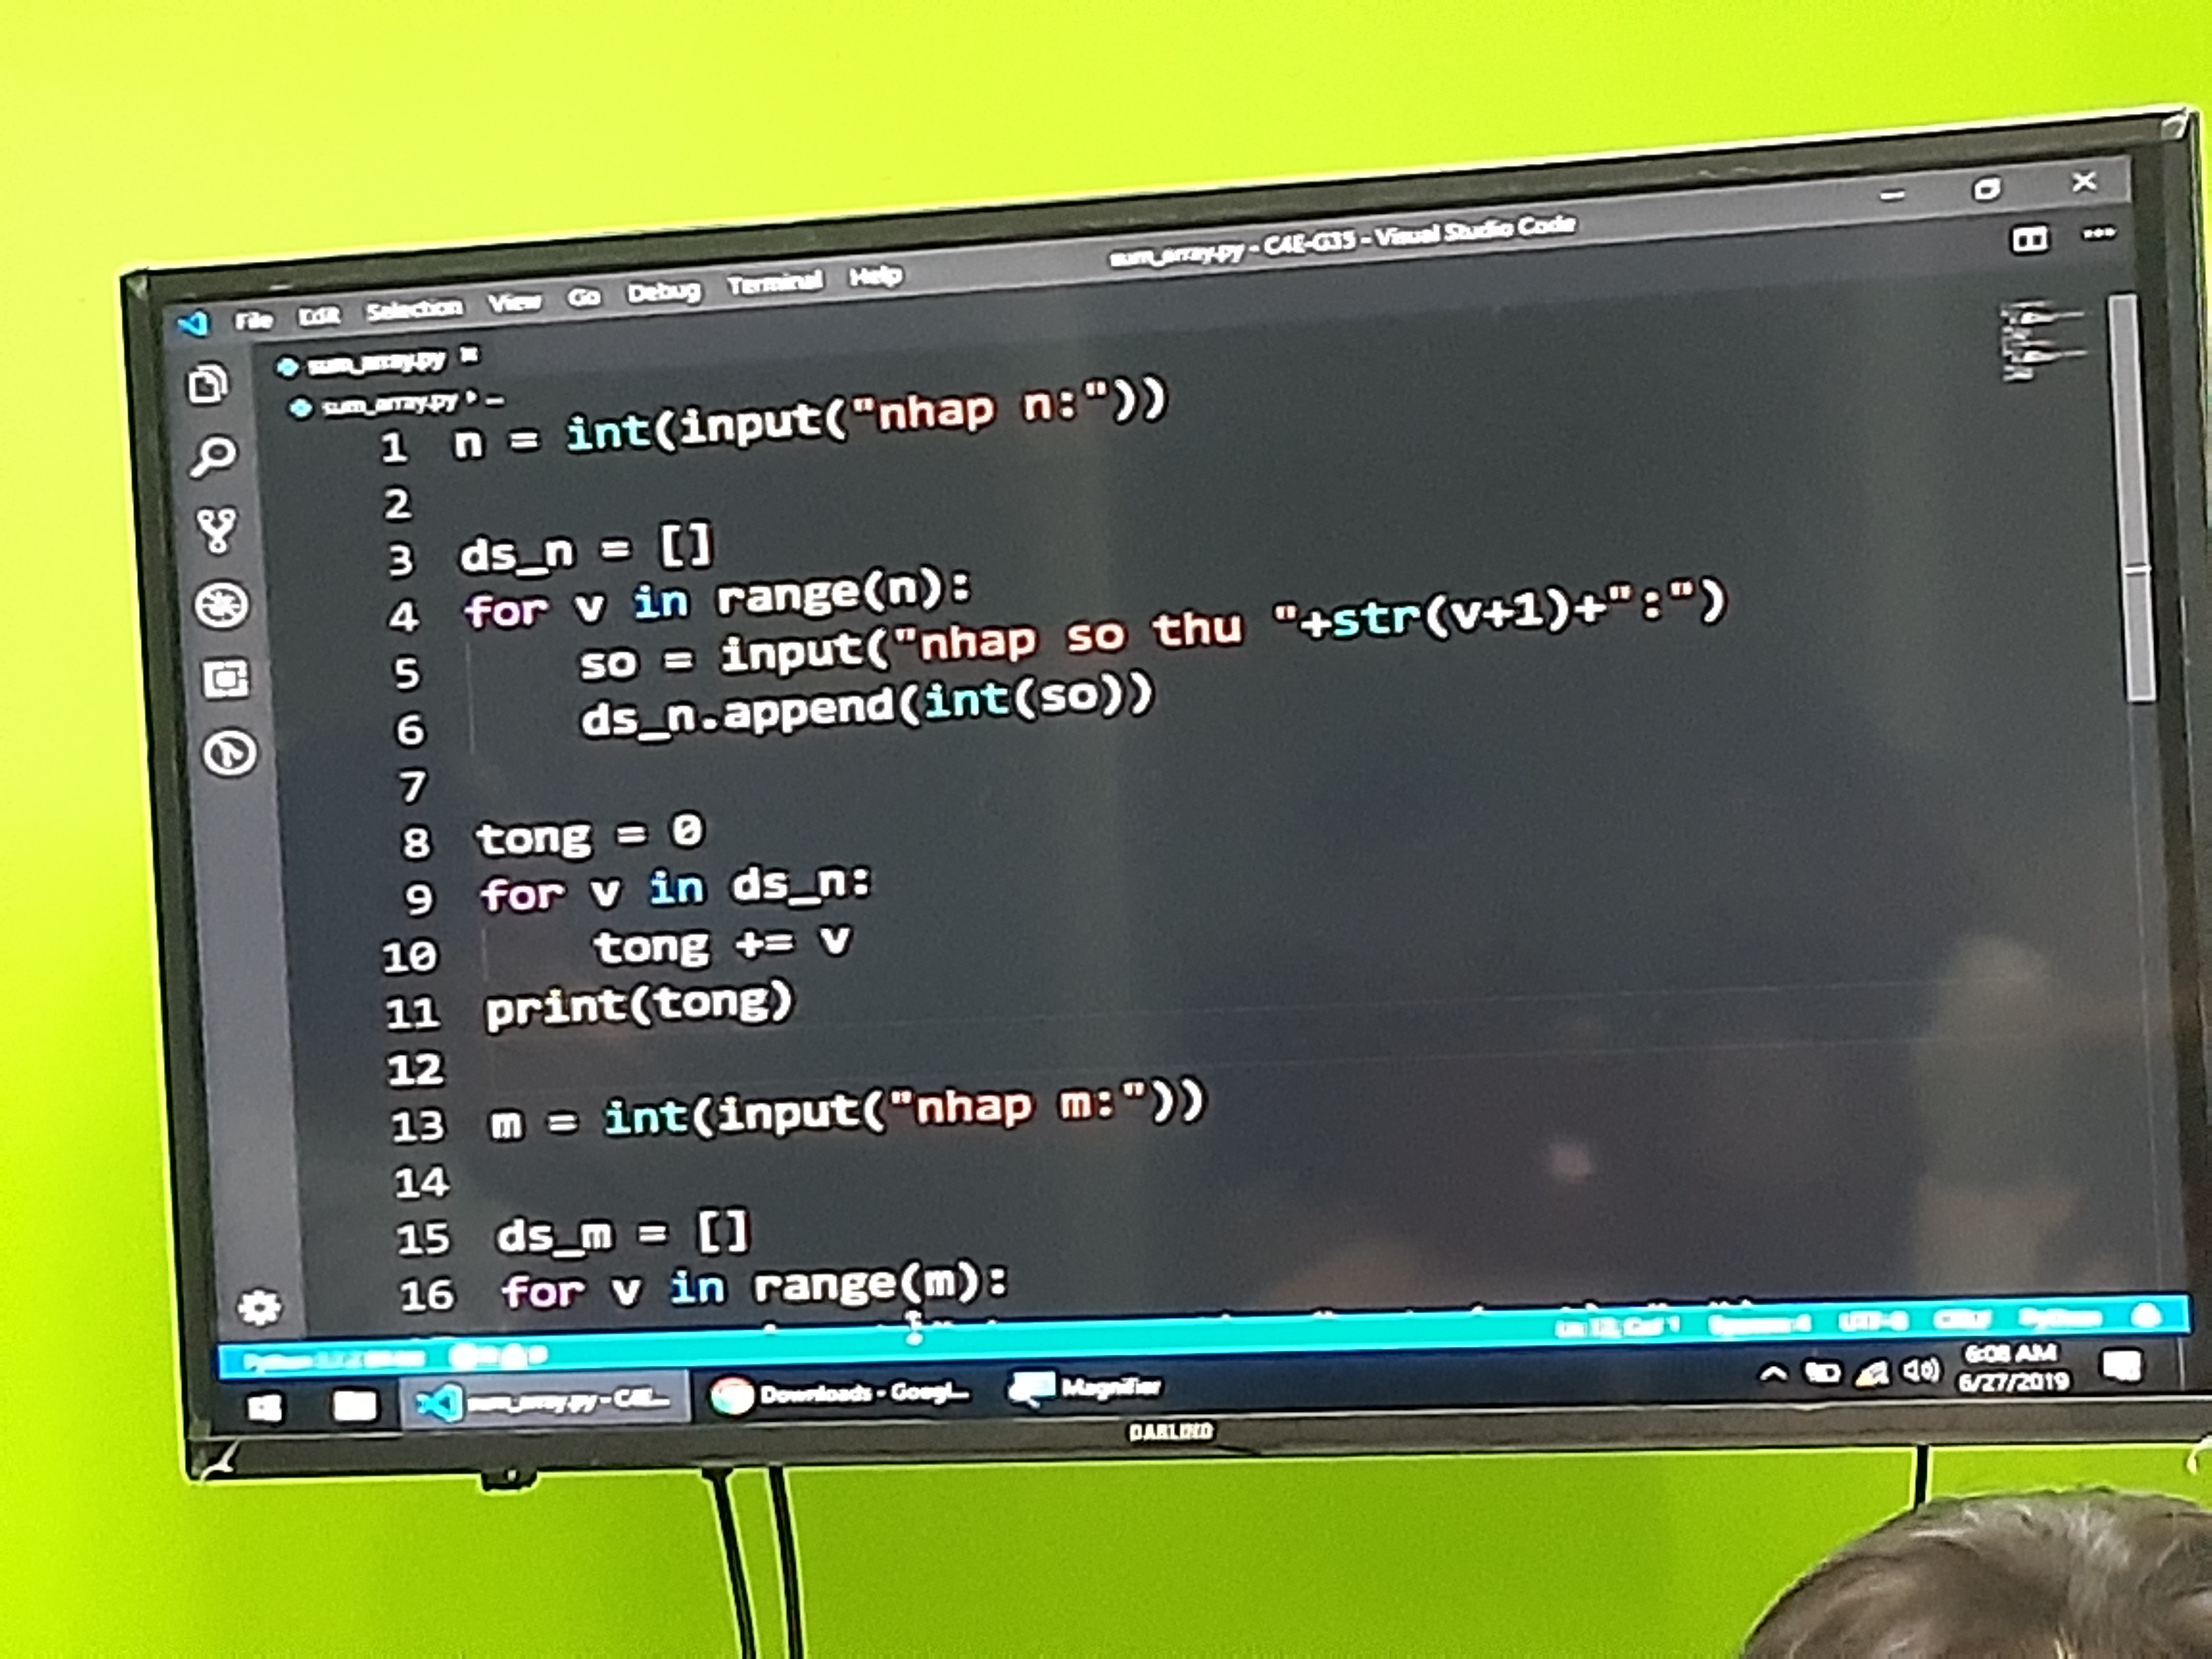 sum_array.py - C4E-G35 - Visual Studio Code
File Edit Selection View Go Debug Terminal Help
sum_array.py
sum_array.py
1 n = int(input("nhap n:"))
2
3 ds_n = []
4 for v in range(n):
5 so = input("nhap so thu "+str(v+1)+":")
6 ds_n.append(int(so))
7
8 tong = 0
9 for v in ds_n:
10 tong += v
11 print(tong)
12
13 m = int(input("nhap m:"))
14
15 ds_m = []
16 for v in range(m):
UTF-8 CRLF Python
sum_array.py - C4E... Downloads - Googl... Magnifier
6:08 AM
6/27/2019